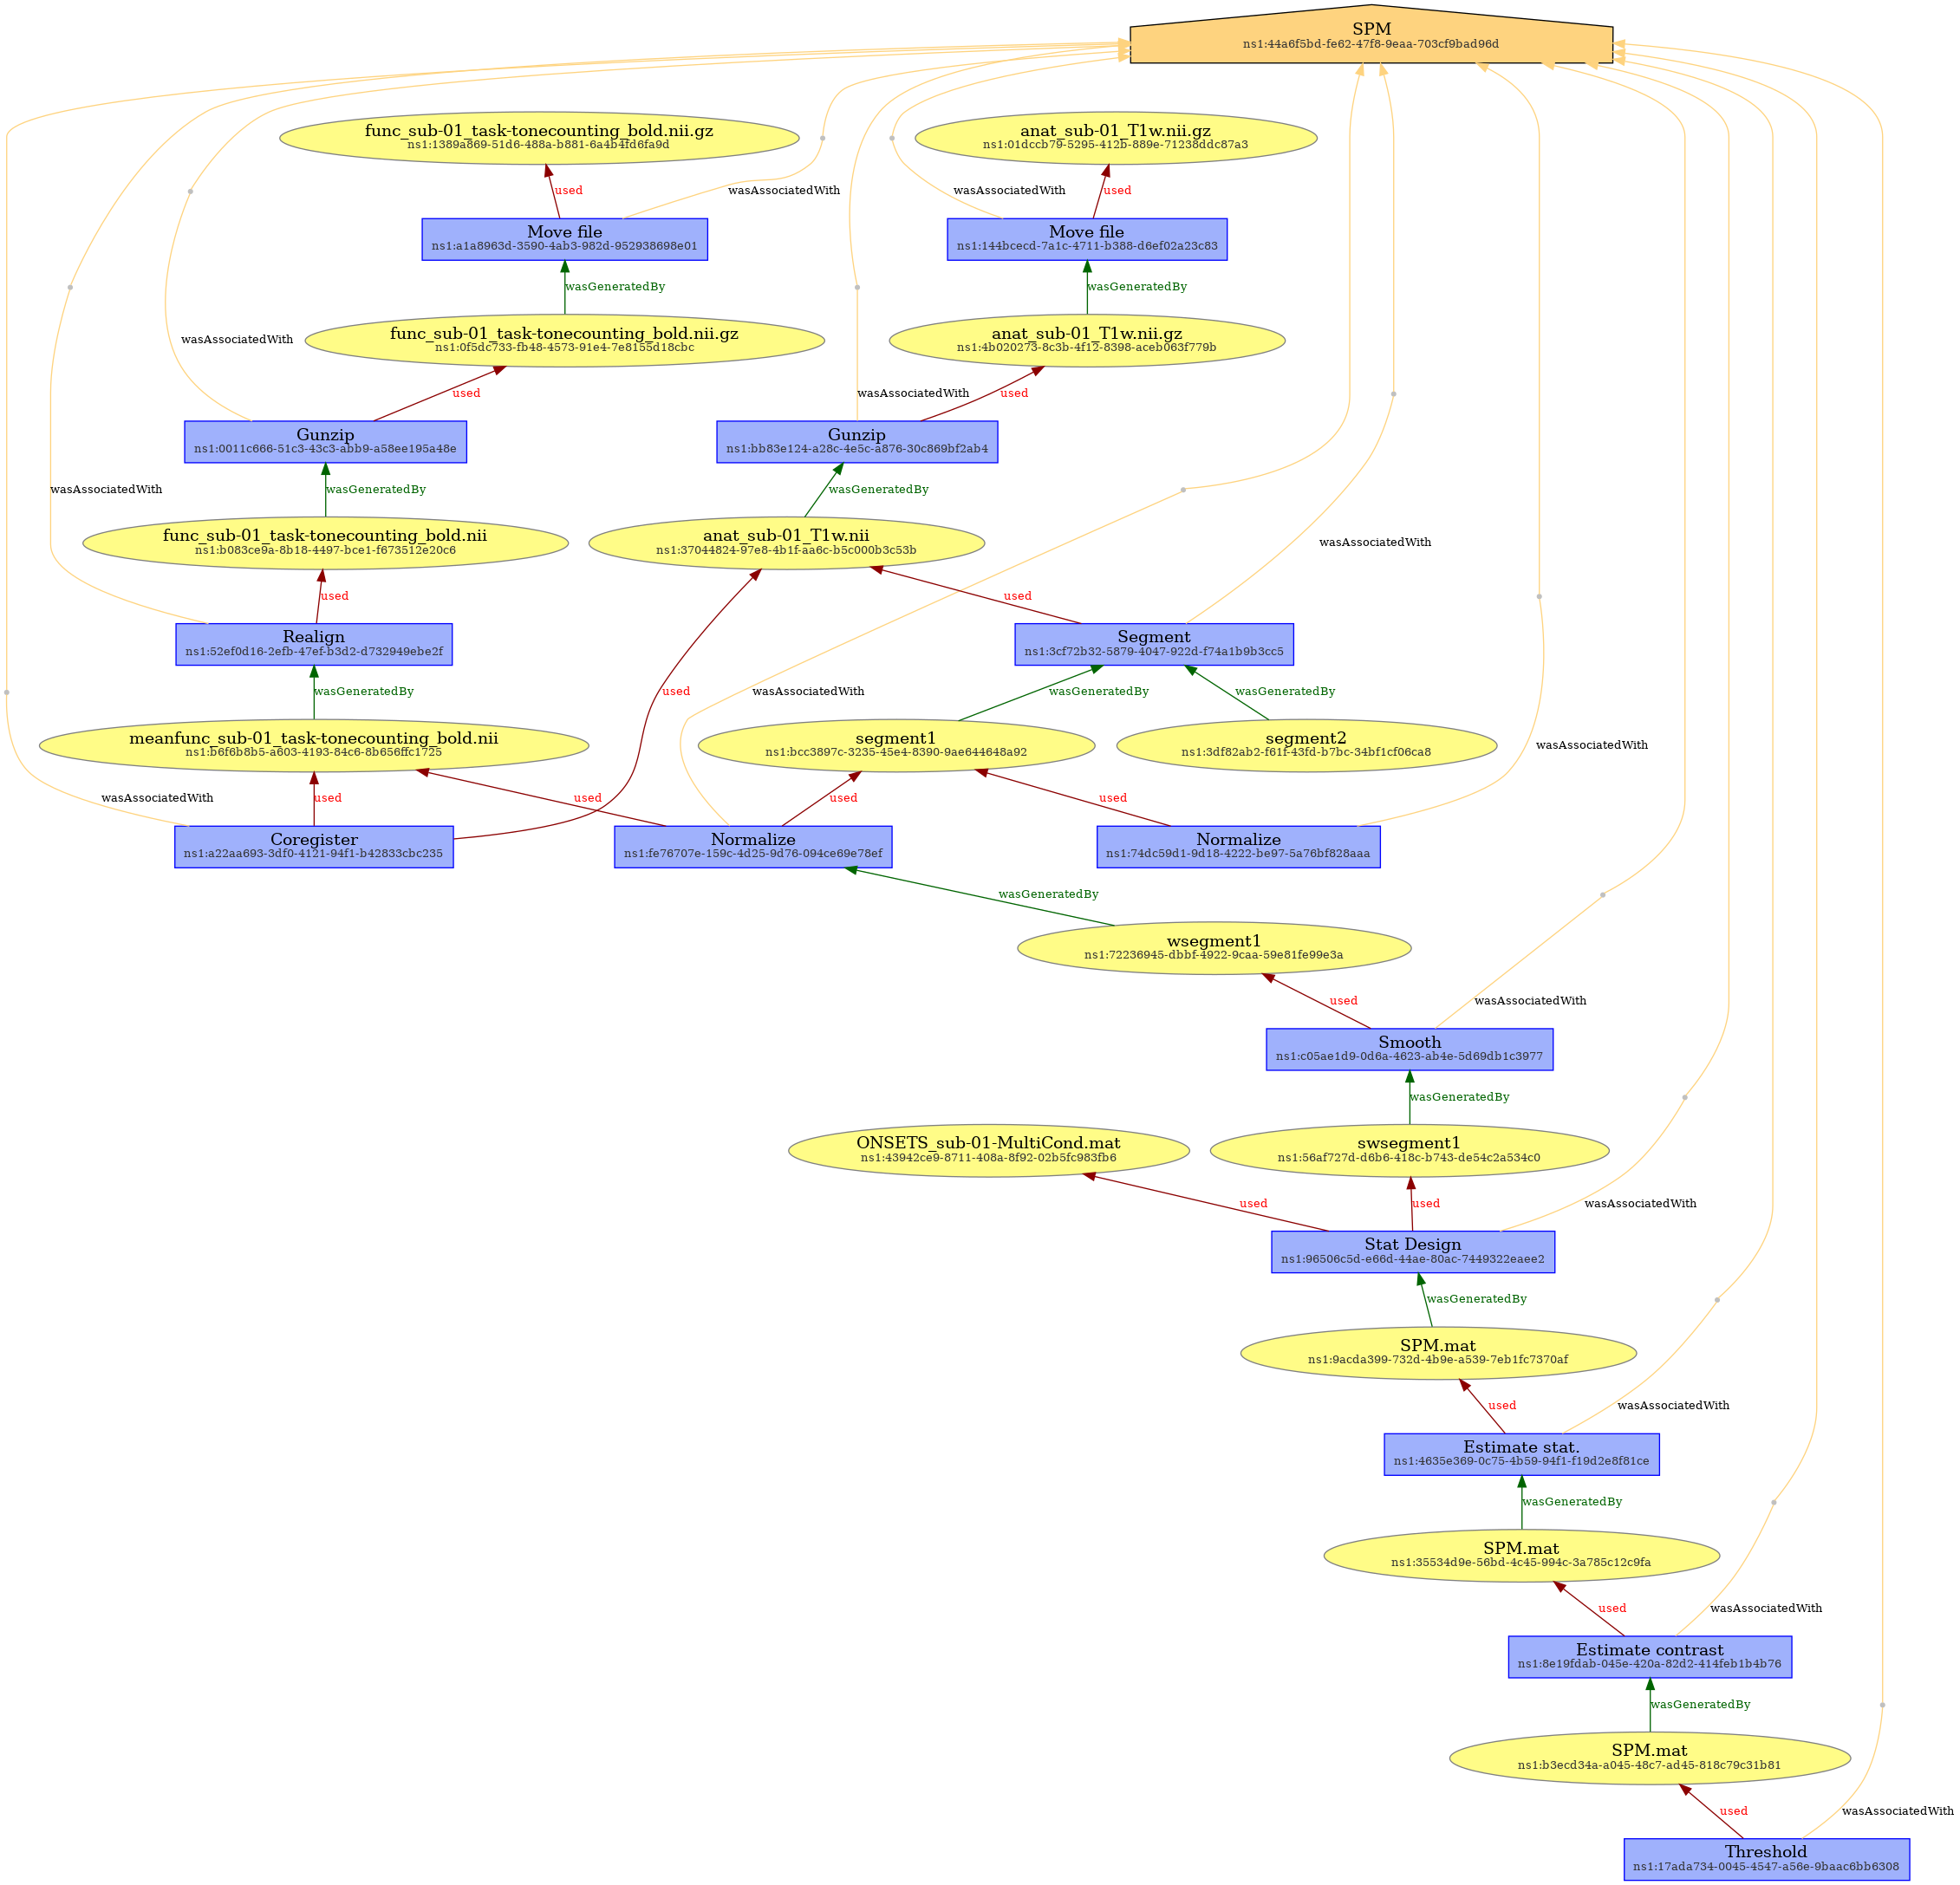 SPM
ns1:44a6f5bd-fe62-47f8-9eaa-703cf9bad96d
func_sub-01_task-tonecounting_bold.nii.gz
ns1:1389a869-51d6-488a-b881-6a4b4fd6fa9d
anat_sub-01_T1w.nii.gz
ns1:01dccb79-5295-412b-889e-71238ddc87a3
used
wasAssociatedWith
wasAssociatedWith
used
Move file
ns1:a1a8963d-3590-4ab3-982d-952938698e01
Move file
ns1:144bcecd-7a1c-4711-b388-d6ef02a23c83
wasGeneratedBy
wasGeneratedBy
func_sub-01_task-tonecounting_bold.nii.gz
ns1:0f5dc733-fb48-4573-91e4-7e8155d18cbc
anat_sub-01_T1w.nii.gz
ns1:4b020273-8c3b-4f12-8398-aceb063f779b
wasAssociatedWith
used
wasAssociatedWith
used
Gunzip
ns1:0011c666-51c3-43c3-abb9-a58ee195a48e
Gunzip
ns1:bb83e124-a28c-4e5c-a876-30c869bf2ab4
wasAssociatedWith
wasGeneratedBy
wasGeneratedBy
func_sub-01_task-tonecounting_bold.nii
ns1:b083ce9a-8b18-4497-bce1-f673512e20c6
anat_sub-01_T1w.nii
ns1:37044824-97e8-4b1f-aa6c-b5c000b3c53b
wasAssociatedWith
used
used
Realign
ns1:52ef0d16-2efb-47ef-b3d2-d732949ebe2f
Segment
ns1:3cf72b32-5879-4047-922d-f74a1b9b3cc5
wasGeneratedBy
used
wasAssociatedWith
wasGeneratedBy
wasGeneratedBy
meanfunc_sub-01_task-tonecounting_bold.nii
ns1:b6f6b8b5-a603-4193-84c6-8b656ffc1725
segment1
ns1:bcc3897c-3235-45e4-8390-9ae644648a92
segment2
ns1:3df82ab2-f61f-43fd-b7bc-34bf1cf06ca8
wasAssociatedWith
wasAssociatedWith
used
used
used
used
Coregister
ns1:a22aa693-3df0-4121-94f1-b42833cbc235
Normalize
ns1:fe76707e-159c-4d25-9d76-094ce69e78ef
Normalize
ns1:74dc59d1-9d18-4222-be97-5a76bf828aaa
wasGeneratedBy
wsegment1
ns1:72236945-dbbf-4922-9caa-59e81fe99e3a
used
wasAssociatedWith
Smooth
ns1:c05ae1d9-0d6a-4623-ab4e-5d69db1c3977
wasGeneratedBy
ONSETS_sub-01-MultiCond.mat
ns1:43942ce9-8711-408a-8f92-02b5fc983fb6
swsegment1
ns1:56af727d-d6b6-418c-b743-de54c2a534c0
used
used
wasAssociatedWith
Stat Design
ns1:96506c5d-e66d-44ae-80ac-7449322eaee2
wasGeneratedBy
SPM.mat
ns1:9acda399-732d-4b9e-a539-7eb1fc7370af
used
wasAssociatedWith
Estimate stat.
ns1:4635e369-0c75-4b59-94f1-f19d2e8f81ce
wasGeneratedBy
SPM.mat
ns1:35534d9e-56bd-4c45-994c-3a785c12c9fa
used
wasAssociatedWith
Estimate contrast
ns1:8e19fdab-045e-420a-82d2-414feb1b4b76
wasGeneratedBy
SPM.mat
ns1:b3ecd34a-a045-48c7-ad45-818c79c31b81
used
wasAssociatedWith
Threshold
ns1:17ada734-0045-4547-a56e-9baac6bb6308